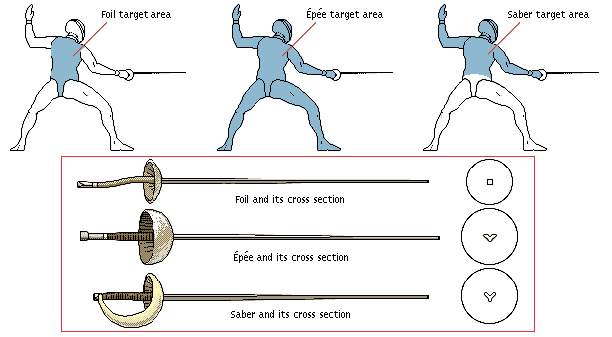 Foil target area
Épée target area
Saber target area
Foil and its cross section
Épée and its cross section
Saber and its cross section